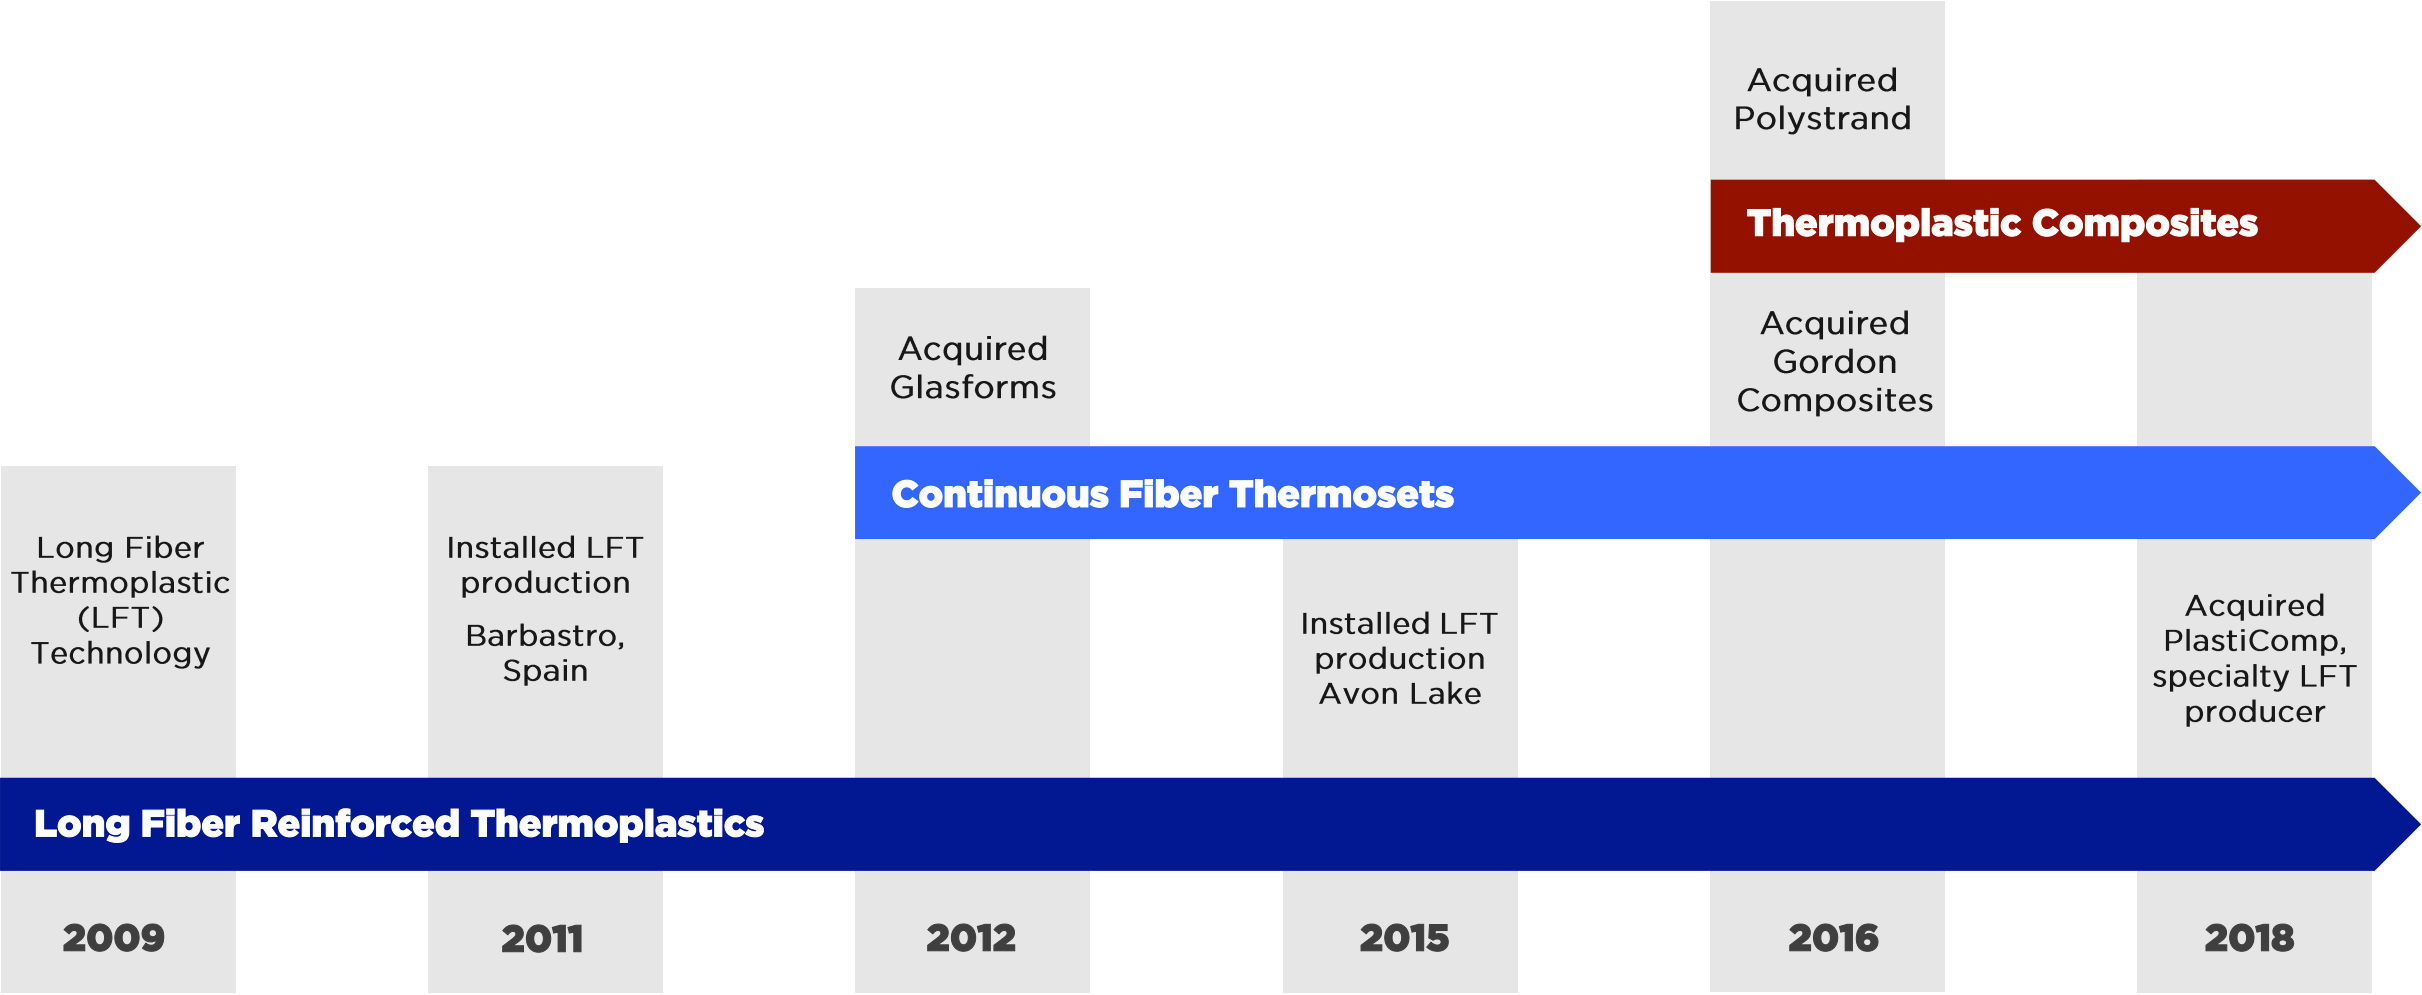 Acquired
Polystrand
Thermoplastic Composites
Acquired
Glasforms
Acquired
Gordon
Composites
Continuous Fiber Thermosets
Long Fiber
Thermoplastic
(LFT)
Technology
Installed LFT
production
Barbastro,
Spain
Installed LFT
production
Avon Lake
Acquired
PlastiComp,
specialty LFT
producer
Long Fiber Reinforced Thermoplastics
2009
2011
2012
2015
2016
2018